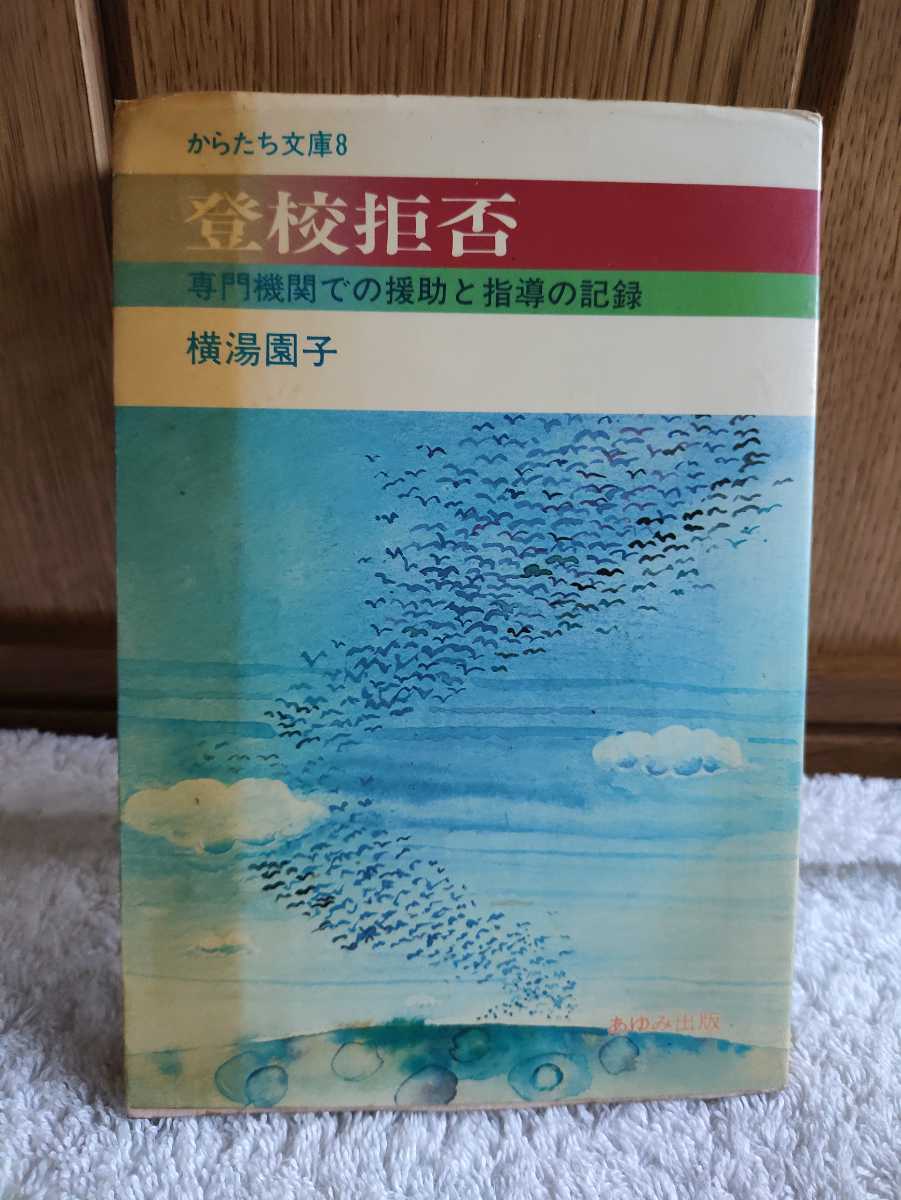 からたち文庫8
登校拒否
専門機関での援助と指導の記録
横湯園子
あゆみ出版